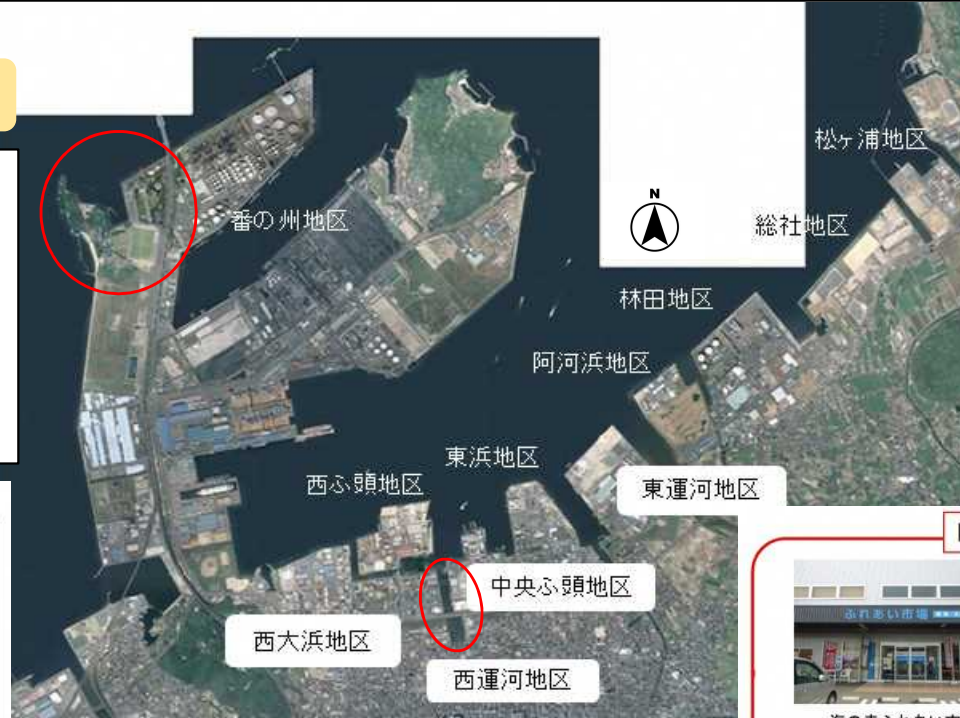 松ヶ浦地区
番の州地区
N
総社地区
林田地区
阿河浜地区
東浜地区
西ふ頭地区
東運河地区
中央ふ頭地区
西大浜地区
西運河地区
ふれあい市場